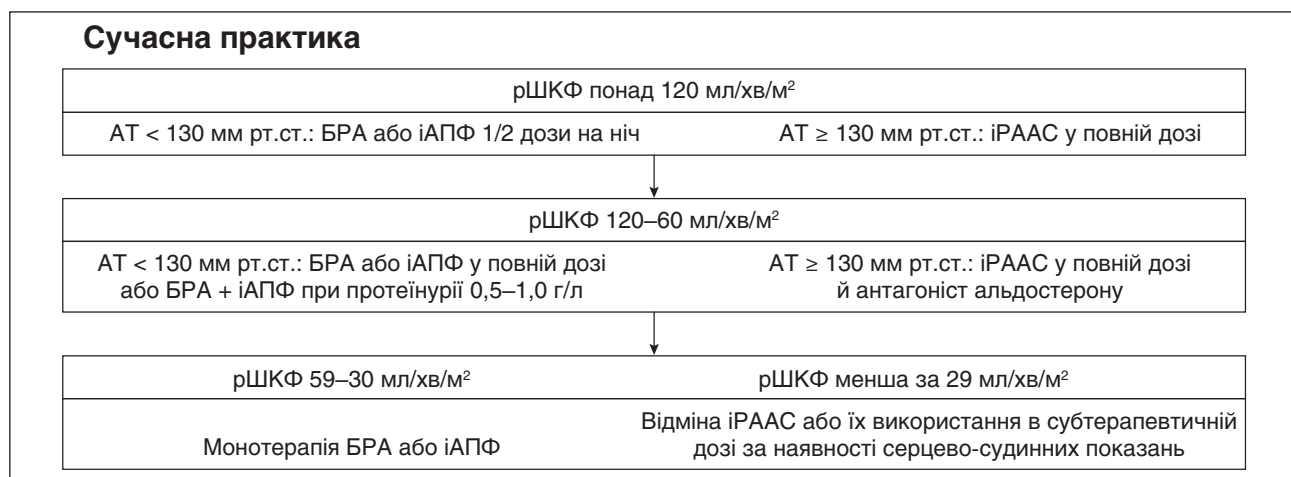 Сучасна практика
рШКФ понад 120 мл/хв/м²
АТ < 130 мм рт.ст.: БРА або іАПФ 1/2 дози на ніч
АТ ≥ 130 мм рт.ст.: іРААС у повній дозі
рШКФ 120–60 мл/хв/м²
АТ < 130 мм рт.ст.: БРА або іАПФ у повній дозі
або БРА + іАПФ при протеїнурії 0,5–1,0 г/л
АТ ≥ 130 мм рт.ст.: іРААС у повній дозі
й антагоніст альдостерону
рШКФ 59–30 мл/хв/м²
рШКФ менша за 29 мл/хв/м²
Монотерапія БРА або іАПФ
Відміна іРААС або їх використання в субтерапевтичній
дозі за наявності серцево-судинних показань